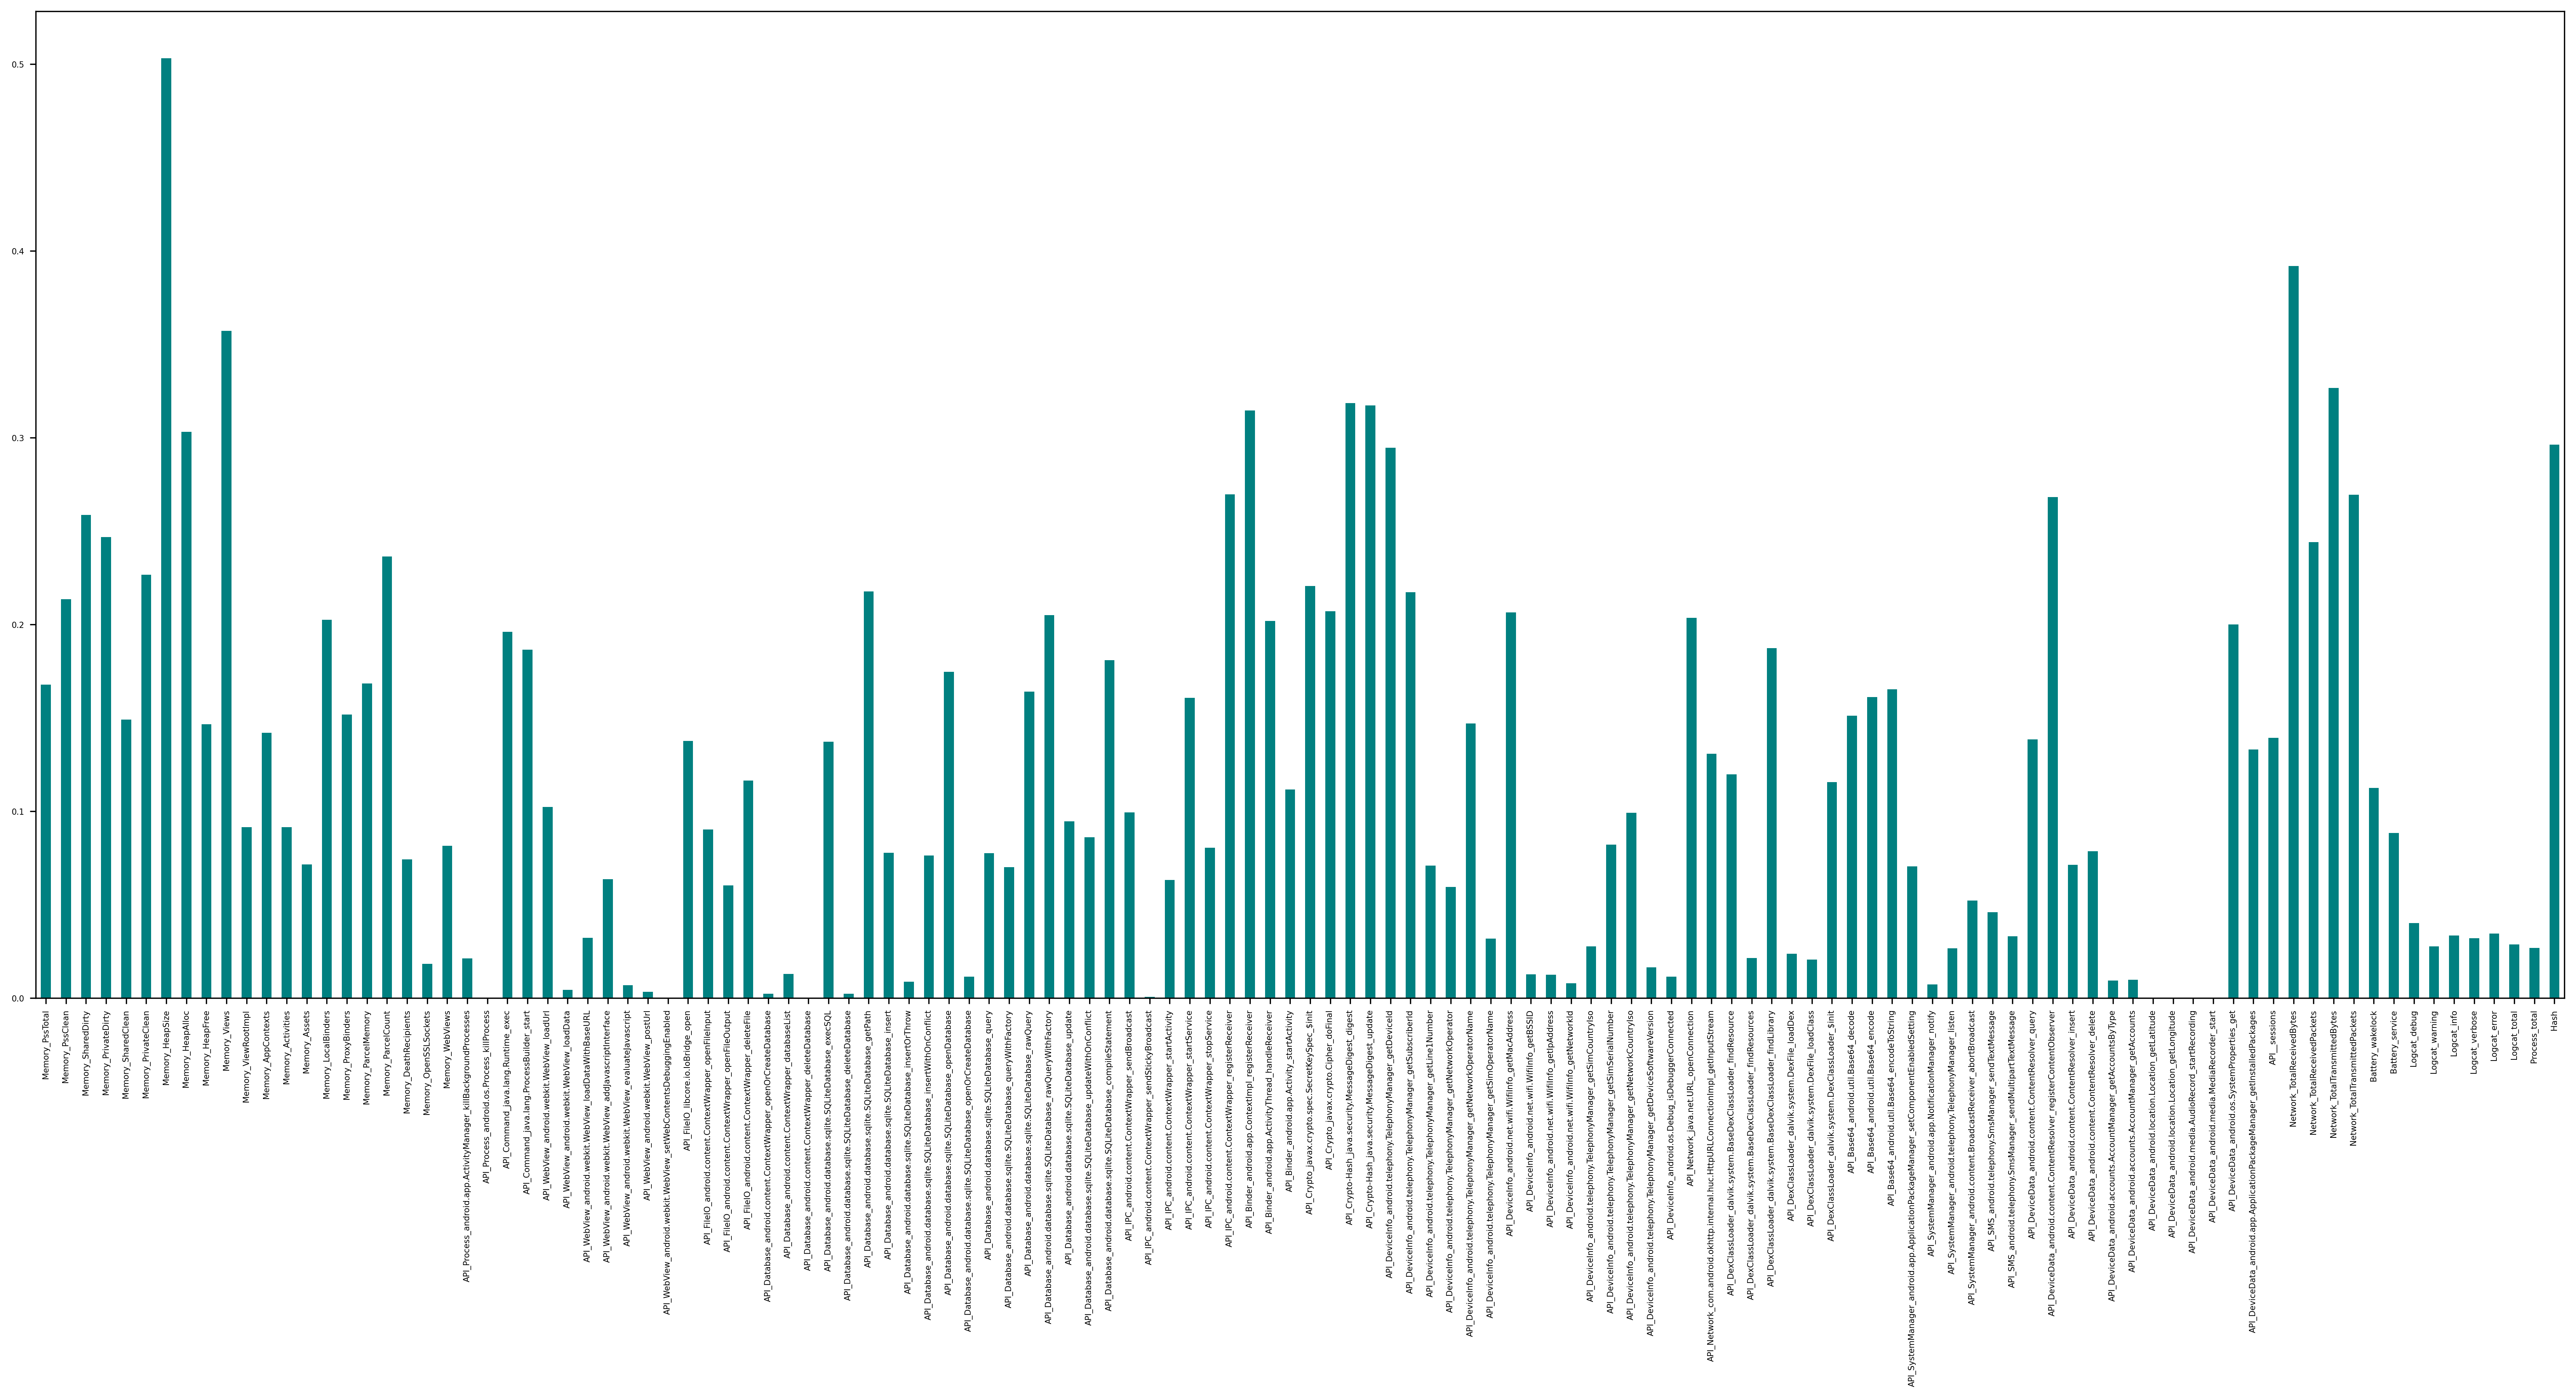 0.5
0.4
0.3
0.2
0.1
0.0
Memory_PssTotal
Memory_PssClean
Memory_SharedDirty
Memory_PrivateDirty
Memory_SharedClean
Memory_PrivateClean
Memory_HeapSize
Memory_HeapAlloc
Memory_HeapFree
Memory_Views
Memory_ViewRootImpl
Memory_AppContexts
Memory_Activities
Memory_Assets
Memory_LocalBinders
Memory_ProxyBinders
Memory_ParcelMemory
Memory_ParcelCount
Memory_DeathRecipients
Memory_OpenSSLSockets
Memory_WebViews
API_Process_android.app.ActivityManager_killBackgroundProcesses
API_Process_android.os.Process_killProcess
API_Command_java.lang.Runtime_exec
API_Command_java.lang.ProcessBuilder_start
API_WebView_android.webkit.WebView_loadUrl
API_WebView_android.webkit.WebView_loadData
API_WebView_android.webkit.WebView_loadDataWithBaseURL
API_WebView_android.webkit.WebView_addJavascriptInterface
API_WebView_android.webkit.WebView_evaluateJavascript
API_WebView_android.webkit.WebView_postUrl
API_WebView_android.webkit.WebView_setWebContentsDebuggingEnabled
API_FileIO_libcore.io.IoBridge_open
API_FileIO_android.content.ContextWrapper_openFileInput
API_FileIO_android.content.ContextWrapper_openFileOutput
API_FileIO_android.content.ContextWrapper_deleteFile
API_Database_android.content.ContextWrapper_openOrCreateDatabase
API_Database_android.content.ContextWrapper_databaseList
API_Database_android.content.ContextWrapper_deleteDatabase
API_Database_android.database.sqlite.SQLiteDatabase_execSQL
API_Database_android.database.sqlite.SQLiteDatabase_deleteDatabase
API_Database_android.database.sqlite.SQLiteDatabase_getPath
API_Database_android.database.sqlite.SQLiteDatabase_insert
API_Database_android.database.sqlite.SQLiteDatabase_insertOrThrow
API_Database_android.database.sqlite.SQLiteDatabase_insertWithOnConflict
API_Database_android.database.sqlite.SQLiteDatabase_openDatabase
API_Database_android.database.sqlite.SQLiteDatabase_openOrCreateDatabase
API_Database_android.database.sqlite.SQLiteDatabase_query
API_Database_android.database.sqlite.SQLiteDatabase_queryWithFactory
API_Database_android.database.sqlite.SQLiteDatabase_rawQuery
API_Database_android.database.sqlite.SQLiteDatabase_rawQueryWithFactory
API_Database_android.database.sqlite.SQLiteDatabase_update
API_Database_android.database.sqlite.SQLiteDatabase_updateWithOnConflict
API_Database_android.database.sqlite.SQLiteDatabase_compileStatement
API_IPC_android.content.ContextWrapper_sendBroadcast
API_IPC_android.content.ContextWrapper_sendStickyBroadcast
API_IPC_android.content.ContextWrapper_startActivity
API_IPC_android.content.ContextWrapper_startService
API_IPC_android.content.ContextWrapper_stopService
API_IPC_android.content.ContextWrapper_registerReceiver
API_Binder_android.app.ContextImpl_registerReceiver
API_Binder_android.app.ActivityThread_handleReceiver
API_Binder_android.app.Activity_startActivity
API_Crypto_javax.crypto.spec.SecretKeySpec_$init
API_Crypto_javax.crypto.Cipher_doFinal
API_Crypto-Hash_java.security.MessageDigest_digest
API_Crypto-Hash_java.security.MessageDigest_update
API_DeviceInfo_android.telephony.TelephonyManager_getDeviceId
API_DeviceInfo_android.telephony.TelephonyManager_getSubscriberId
API_DeviceInfo_android.telephony.TelephonyManager_getLine1Number
API_DeviceInfo_android.telephony.TelephonyManager_getNetworkOperator
API_DeviceInfo_android.telephony.TelephonyManager_getNetworkOperatorName
API_DeviceInfo_android.telephony.TelephonyManager_getSimOperatorName
API_DeviceInfo_android.net.wifi.WifiInfo_getMacAddress
API_DeviceInfo_android.net.wifi.WifiInfo_getBSSID
API_DeviceInfo_android.net.wifi.WifiInfo_getIpAddress
API_DeviceInfo_android.net.wifi.WifiInfo_getNetworkId
API_DeviceInfo_android.telephony.TelephonyManager_getSimCountryIso
API_DeviceInfo_android.telephony.TelephonyManager_getSimSerialNumber
API_DeviceInfo_android.telephony.TelephonyManager_getNetworkCountryIso
API_DeviceInfo_android.telephony.TelephonyManager_getDeviceSoftwareVersion
API_DeviceInfo_android.os.Debug_isDebuggerConnected
API_Network_java.net.URL_openConnection
API_Network_com.android.okhttp.internal.huc.HttpURLConnectionImpl_getInputStream
API_DexClassLoader_dalvik.system.BaseDexClassLoader_findResource
API_DexClassLoader_dalvik.system.BaseDexClassLoader_findResources
API_DexClassLoader_dalvik.system.BaseDexClassLoader_findLibrary
API_DexClassLoader_dalvik.system.DexFile_loadDex
API_DexClassLoader_dalvik.system.DexFile_loadClass
API_DexClassLoader_dalvik.system.DexClassLoader_$init
API_Base64_android.util.Base64_decode
API_Base64_android.util.Base64_encode
API_Base64_android.util.Base64_encodeToString
API_SystemManager_android.app.ApplicationPackageManager_setComponentEnabledSetting
API_SystemManager_android.app.NotificationManager_notify
API_SystemManager_android.telephony.TelephonyManager_listen
API_SystemManager_android.content.BroadcastReceiver_abortBroadcast
API_SMS_android.telephony.SmsManager_sendTextMessage
API_SMS_android.telephony.SmsManager_sendMultipartTextMessage
API_DeviceData_android.content.ContentResolver_query
API_DeviceData_android.content.ContentResolver_registerContentObserver
API_DeviceData_android.content.ContentResolver_insert
API_DeviceData_android.content.ContentResolver_delete
API_DeviceData_android.accounts.AccountManager_getAccountsByType
API_DeviceData_android.accounts.AccountManager_getAccounts
API_DeviceData_android.location.Location_getLatitude
API_DeviceData_android.location.Location_getLongitude
API_DeviceData_android.media.AudioRecord_startRecording
API_DeviceData_android.media.MediaRecorder_start
API_DeviceData_android.os.SystemProperties_get
API_DeviceData_android.app.ApplicationPackageManager_getInstalledPackages
API__sessions
Network_TotalReceivedBytes
Network_TotalReceivedPackets
Network_TotalTransmittedBytes
Network_TotalTransmittedPackets
Battery_wakelock
Battery_service
Logcat_debug
Logcat_warning
Logcat_info
Logcat_verbose
Logcat_error
Logcat_total
Process_total
Hash